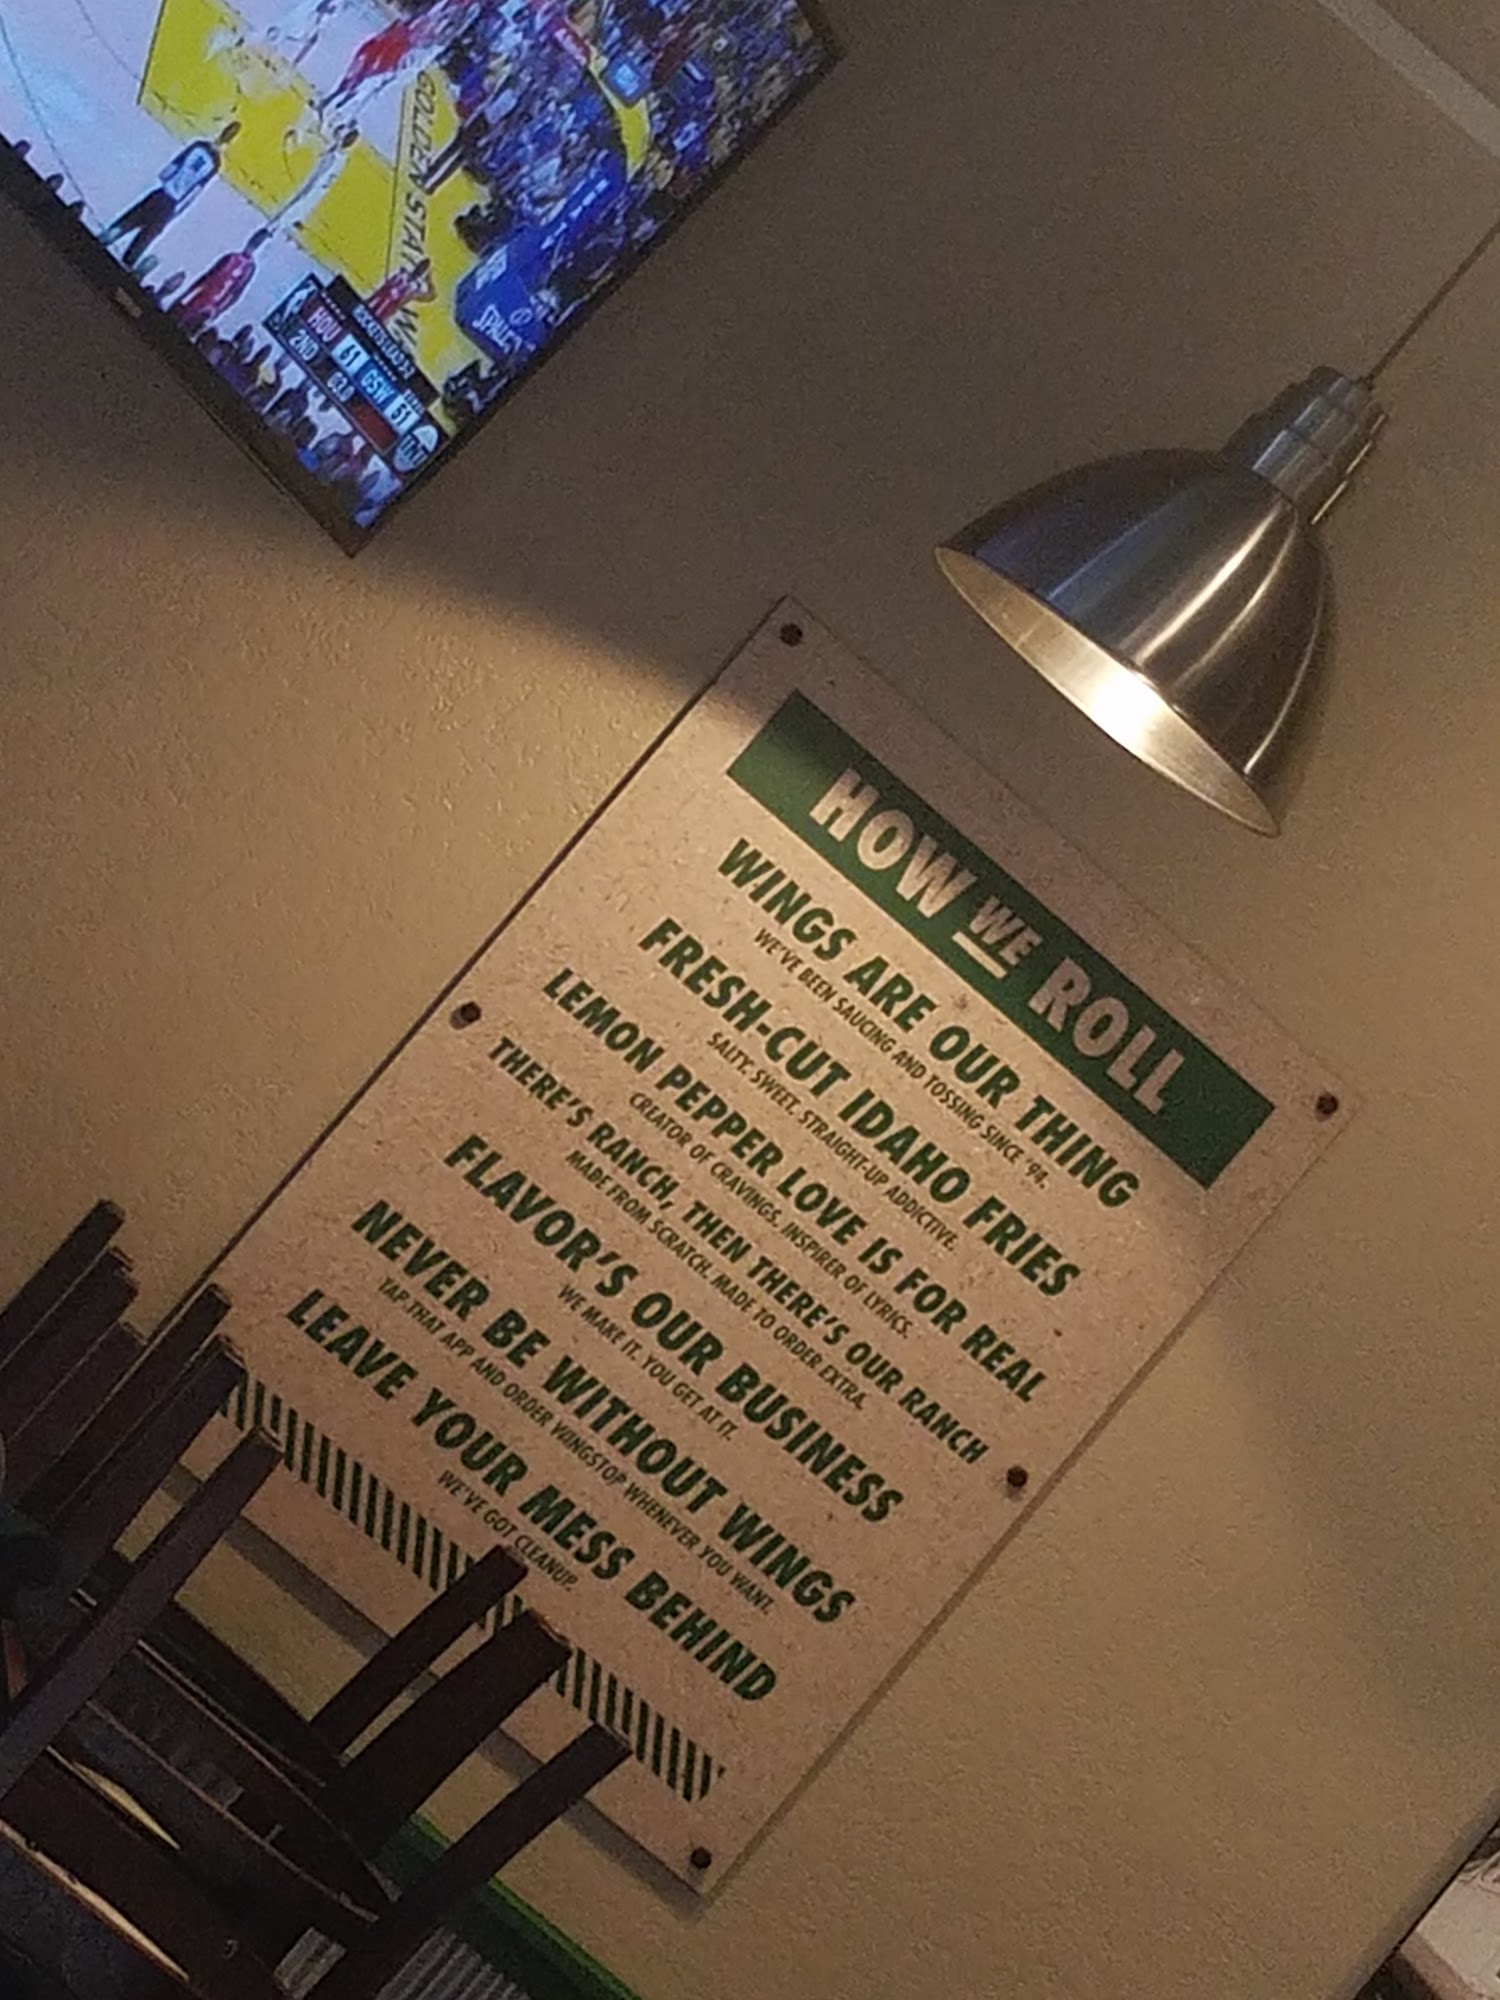 GOLDEN STAT
HOU 61 GSW 51
2ND
TNT
SPALDING
HOW WE ROLL
WINGS ARE OUR THING
WE'VE BEEN SAUCING AND TOSSING SINCE '94.
FRESH-CUT IDAHO FRIES
SALTY. SWEET. STRAIGHT-UP ADDICTIVE.
LEMON PEPPER LOVE IS FOR REAL
CREATOR OF CRAVINGS. INSPIRER OF LYRICS.
THERE'S RANCH, THEN THERE'S OUR RANCH
MADE FROM SCRATCH. MADE TO ORDER EXTRA.
FLAVOR'S OUR BUSINESS
WE MAKE IT. YOU GET AT IT.
NEVER BE WITHOUT WINGS
TAP THAT APP AND ORDER WINGSTOP WHENEVER YOU WANT.
LEAVE YOUR MESS BEHIND
WE'VE GOT CLEANUP.